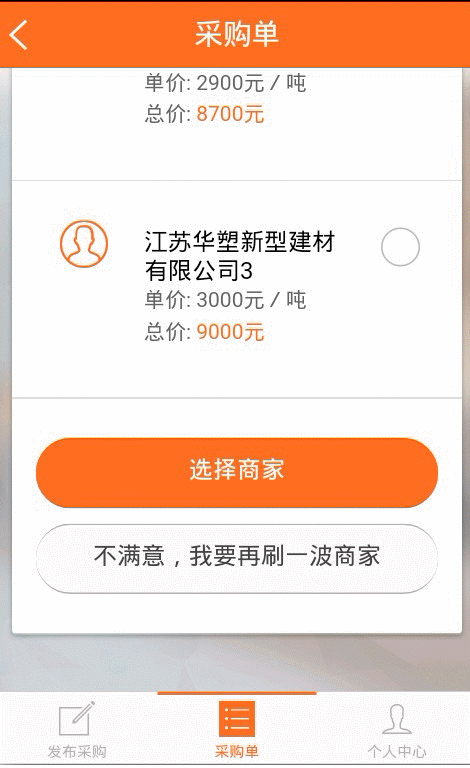 采购单
单价: 2900元 / 吨
总价: 8700元
江苏华塑新型建材
有限公司3
单价: 3000元 / 吨
总价: 9000元
选择商家
不满意，我要再刷一波商家
发布采购
采购单
个人中心